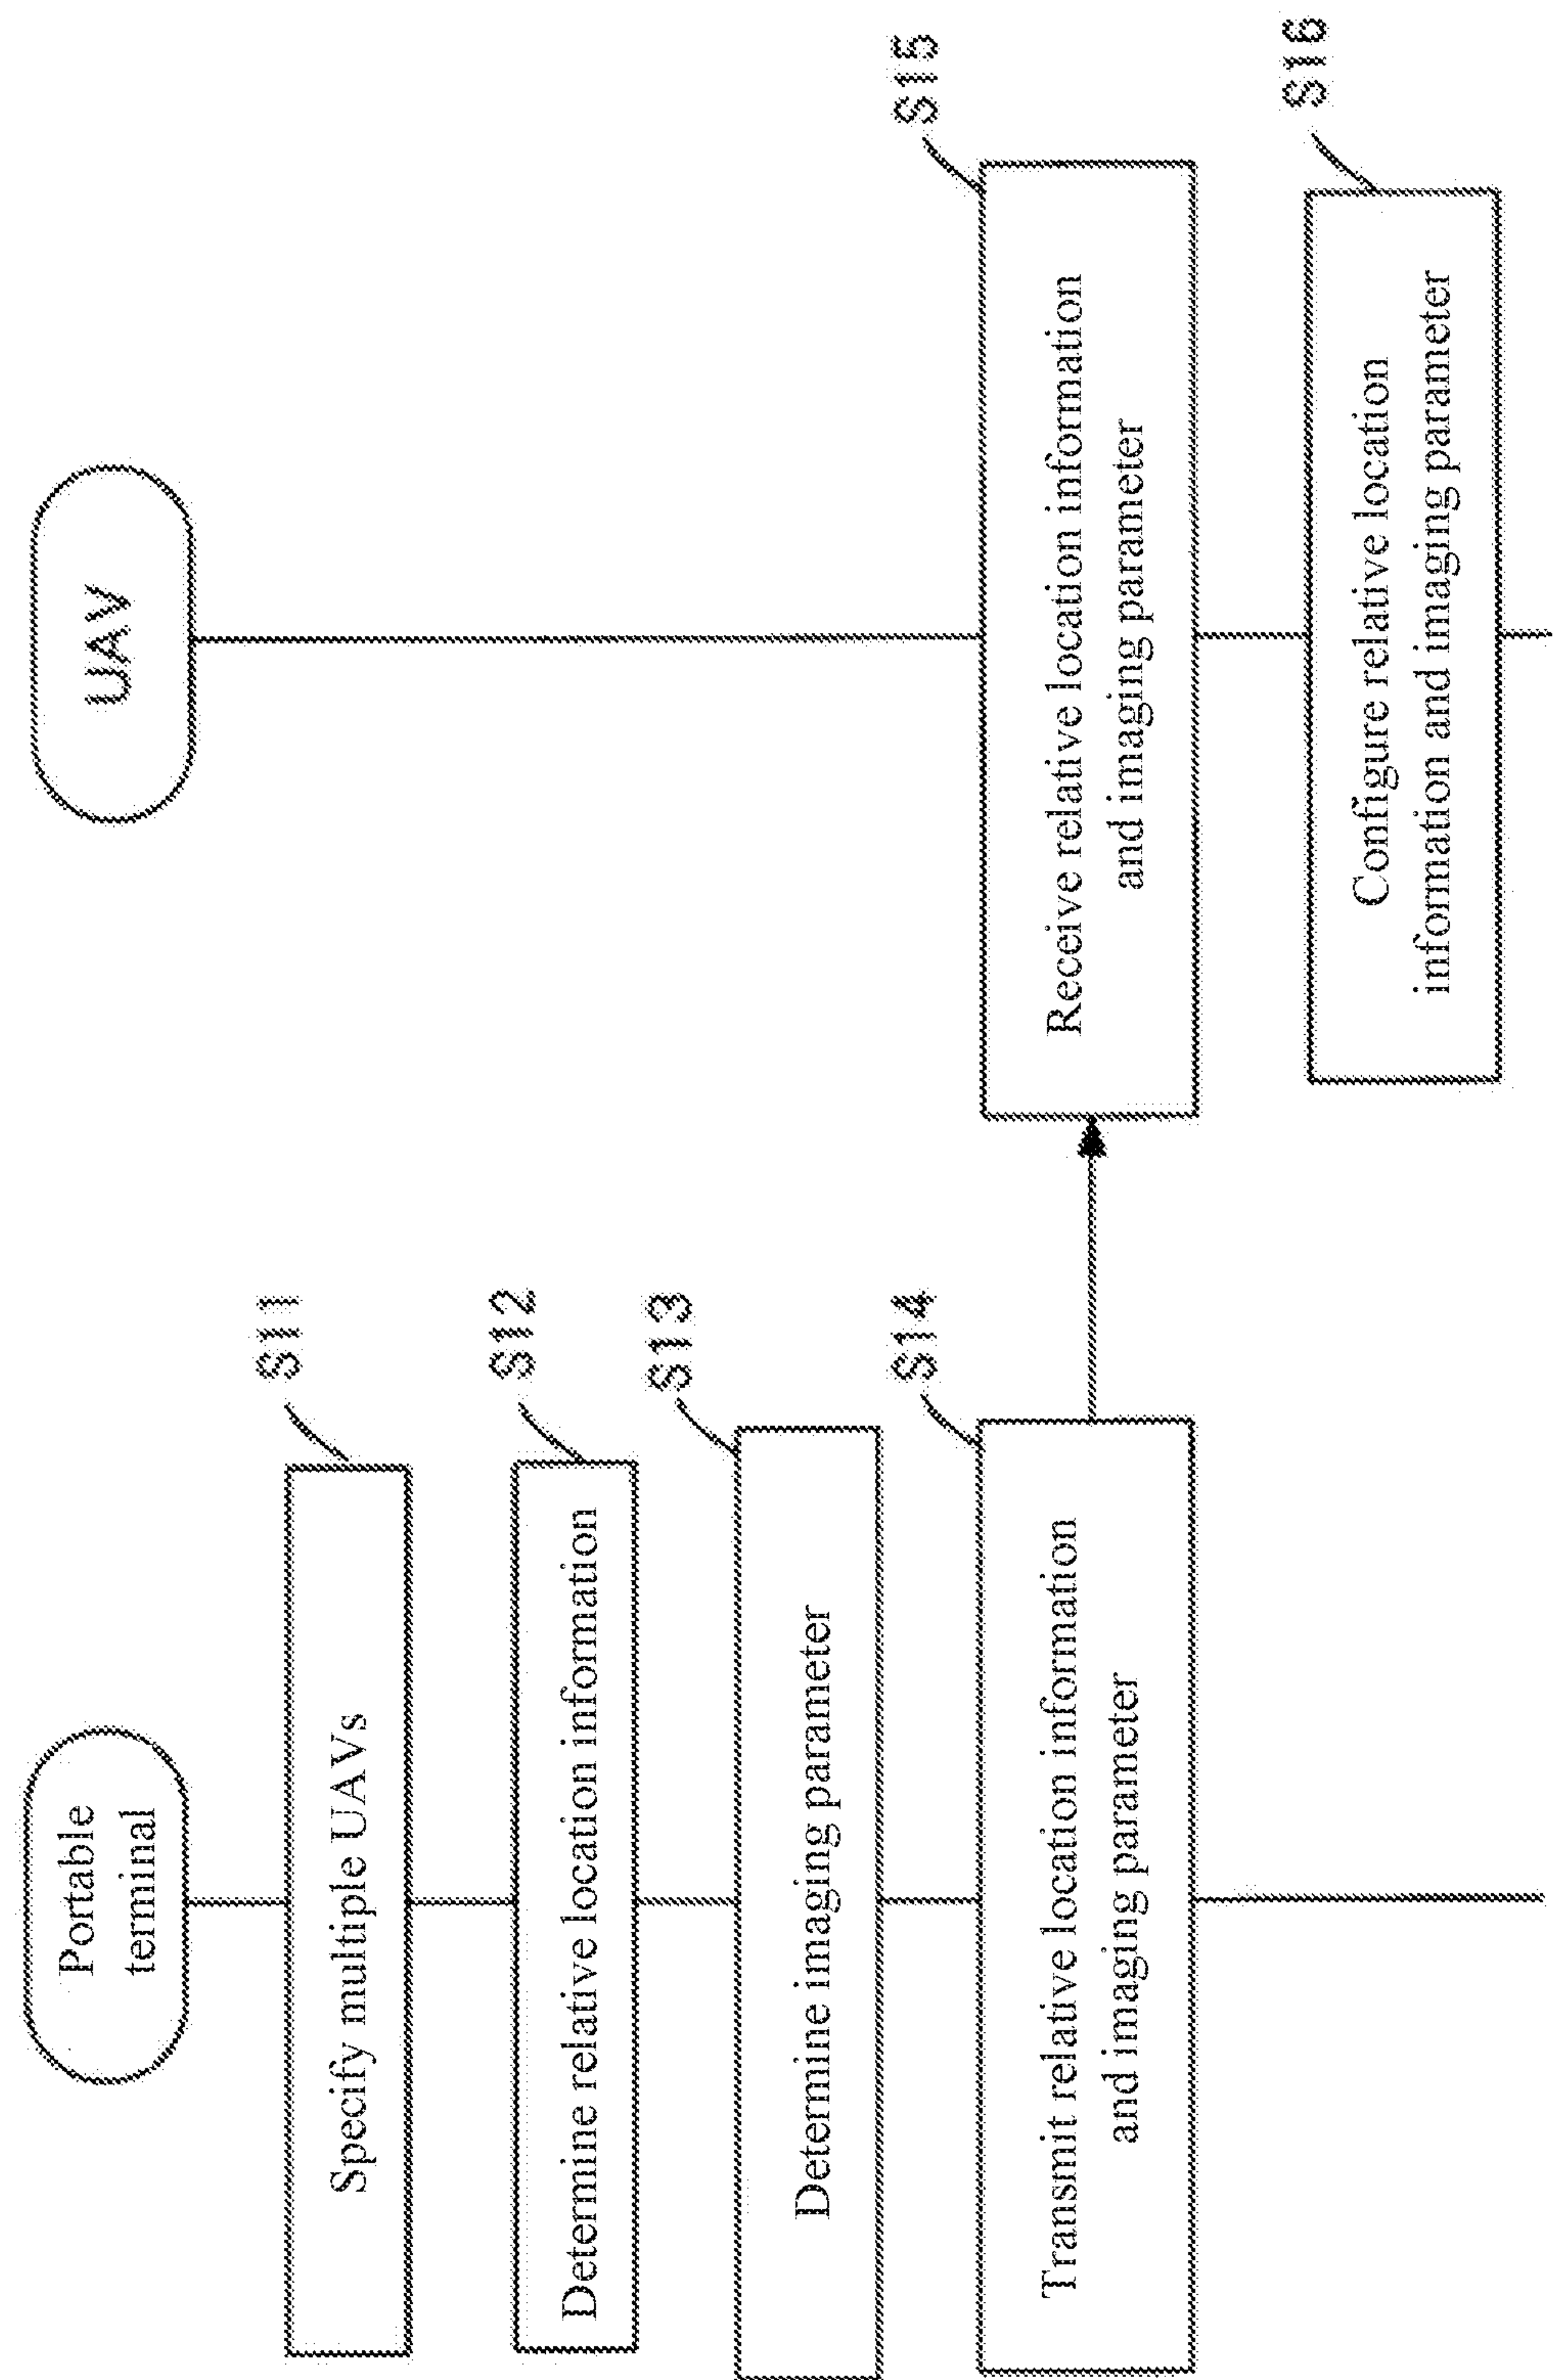 Portable
terminal
UAV
S11
Specify multiple UAVs
S12
Determine relative location information
S13
Determine imaging parameter
S14
Transmit relative location information
and imaging parameter
S15
Receive relative location information
and imaging parameter
S16
Configure relative location
information and imaging parameter